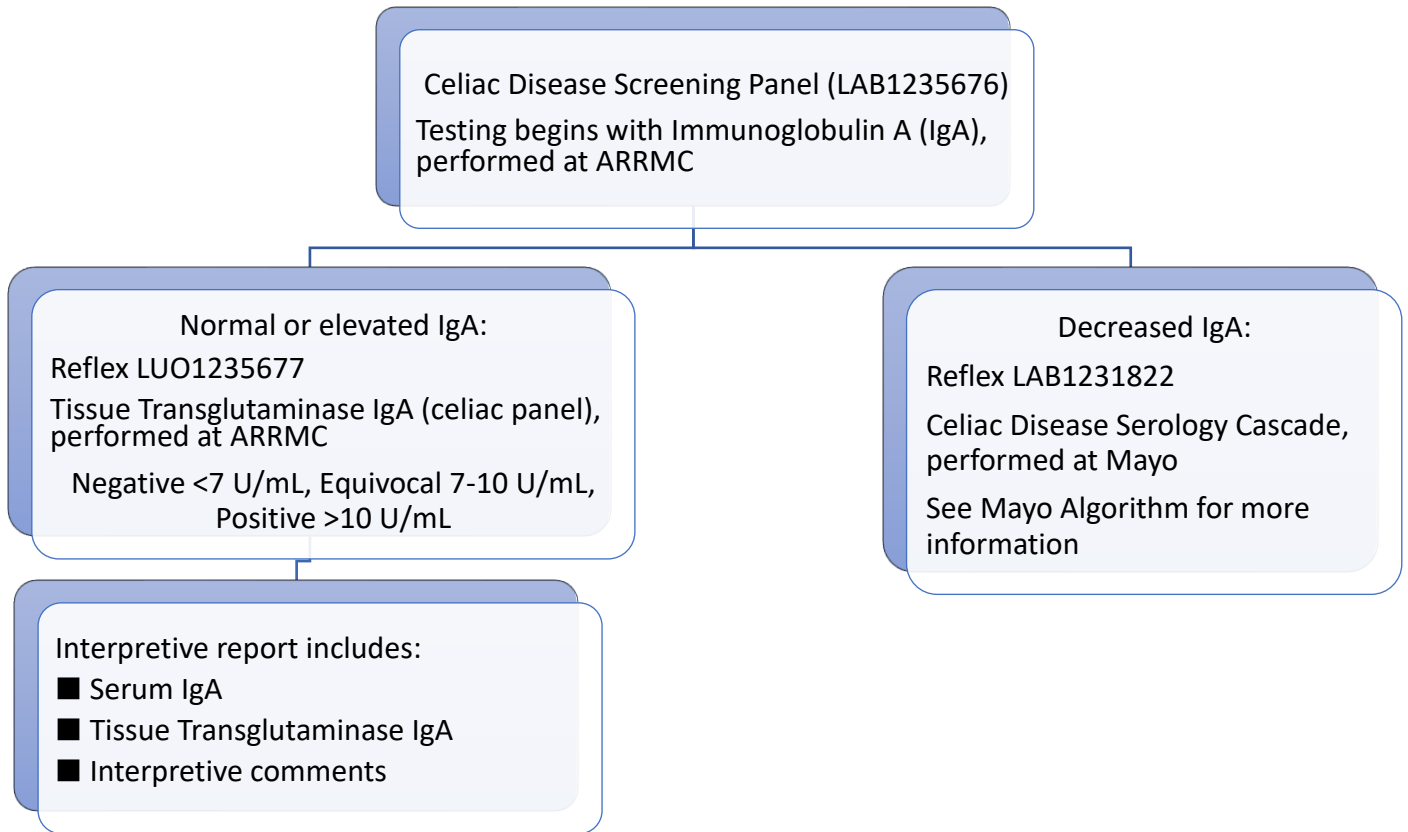 Celiac Disease Screening Panel (LAB1235676)
Testing begins with Immunoglobulin A (IgA),
performed at ARRMC
Normal or elevated IgA:
Reflex LUO1235677
Tissue Transglutaminase IgA (celiac panel),
performed at ARRMC
Negative <7 U/mL, Equivocal 7-10 U/mL,
Positive >10 U/mL
Decreased IgA:
Reflex LAB1231822
Celiac Disease Serology Cascade,
performed at Mayo
See Mayo Algorithm for more
information
Interpretive report includes:
■ Serum IgA
■ Tissue Transglutaminase IgA
■ Interpretive comments